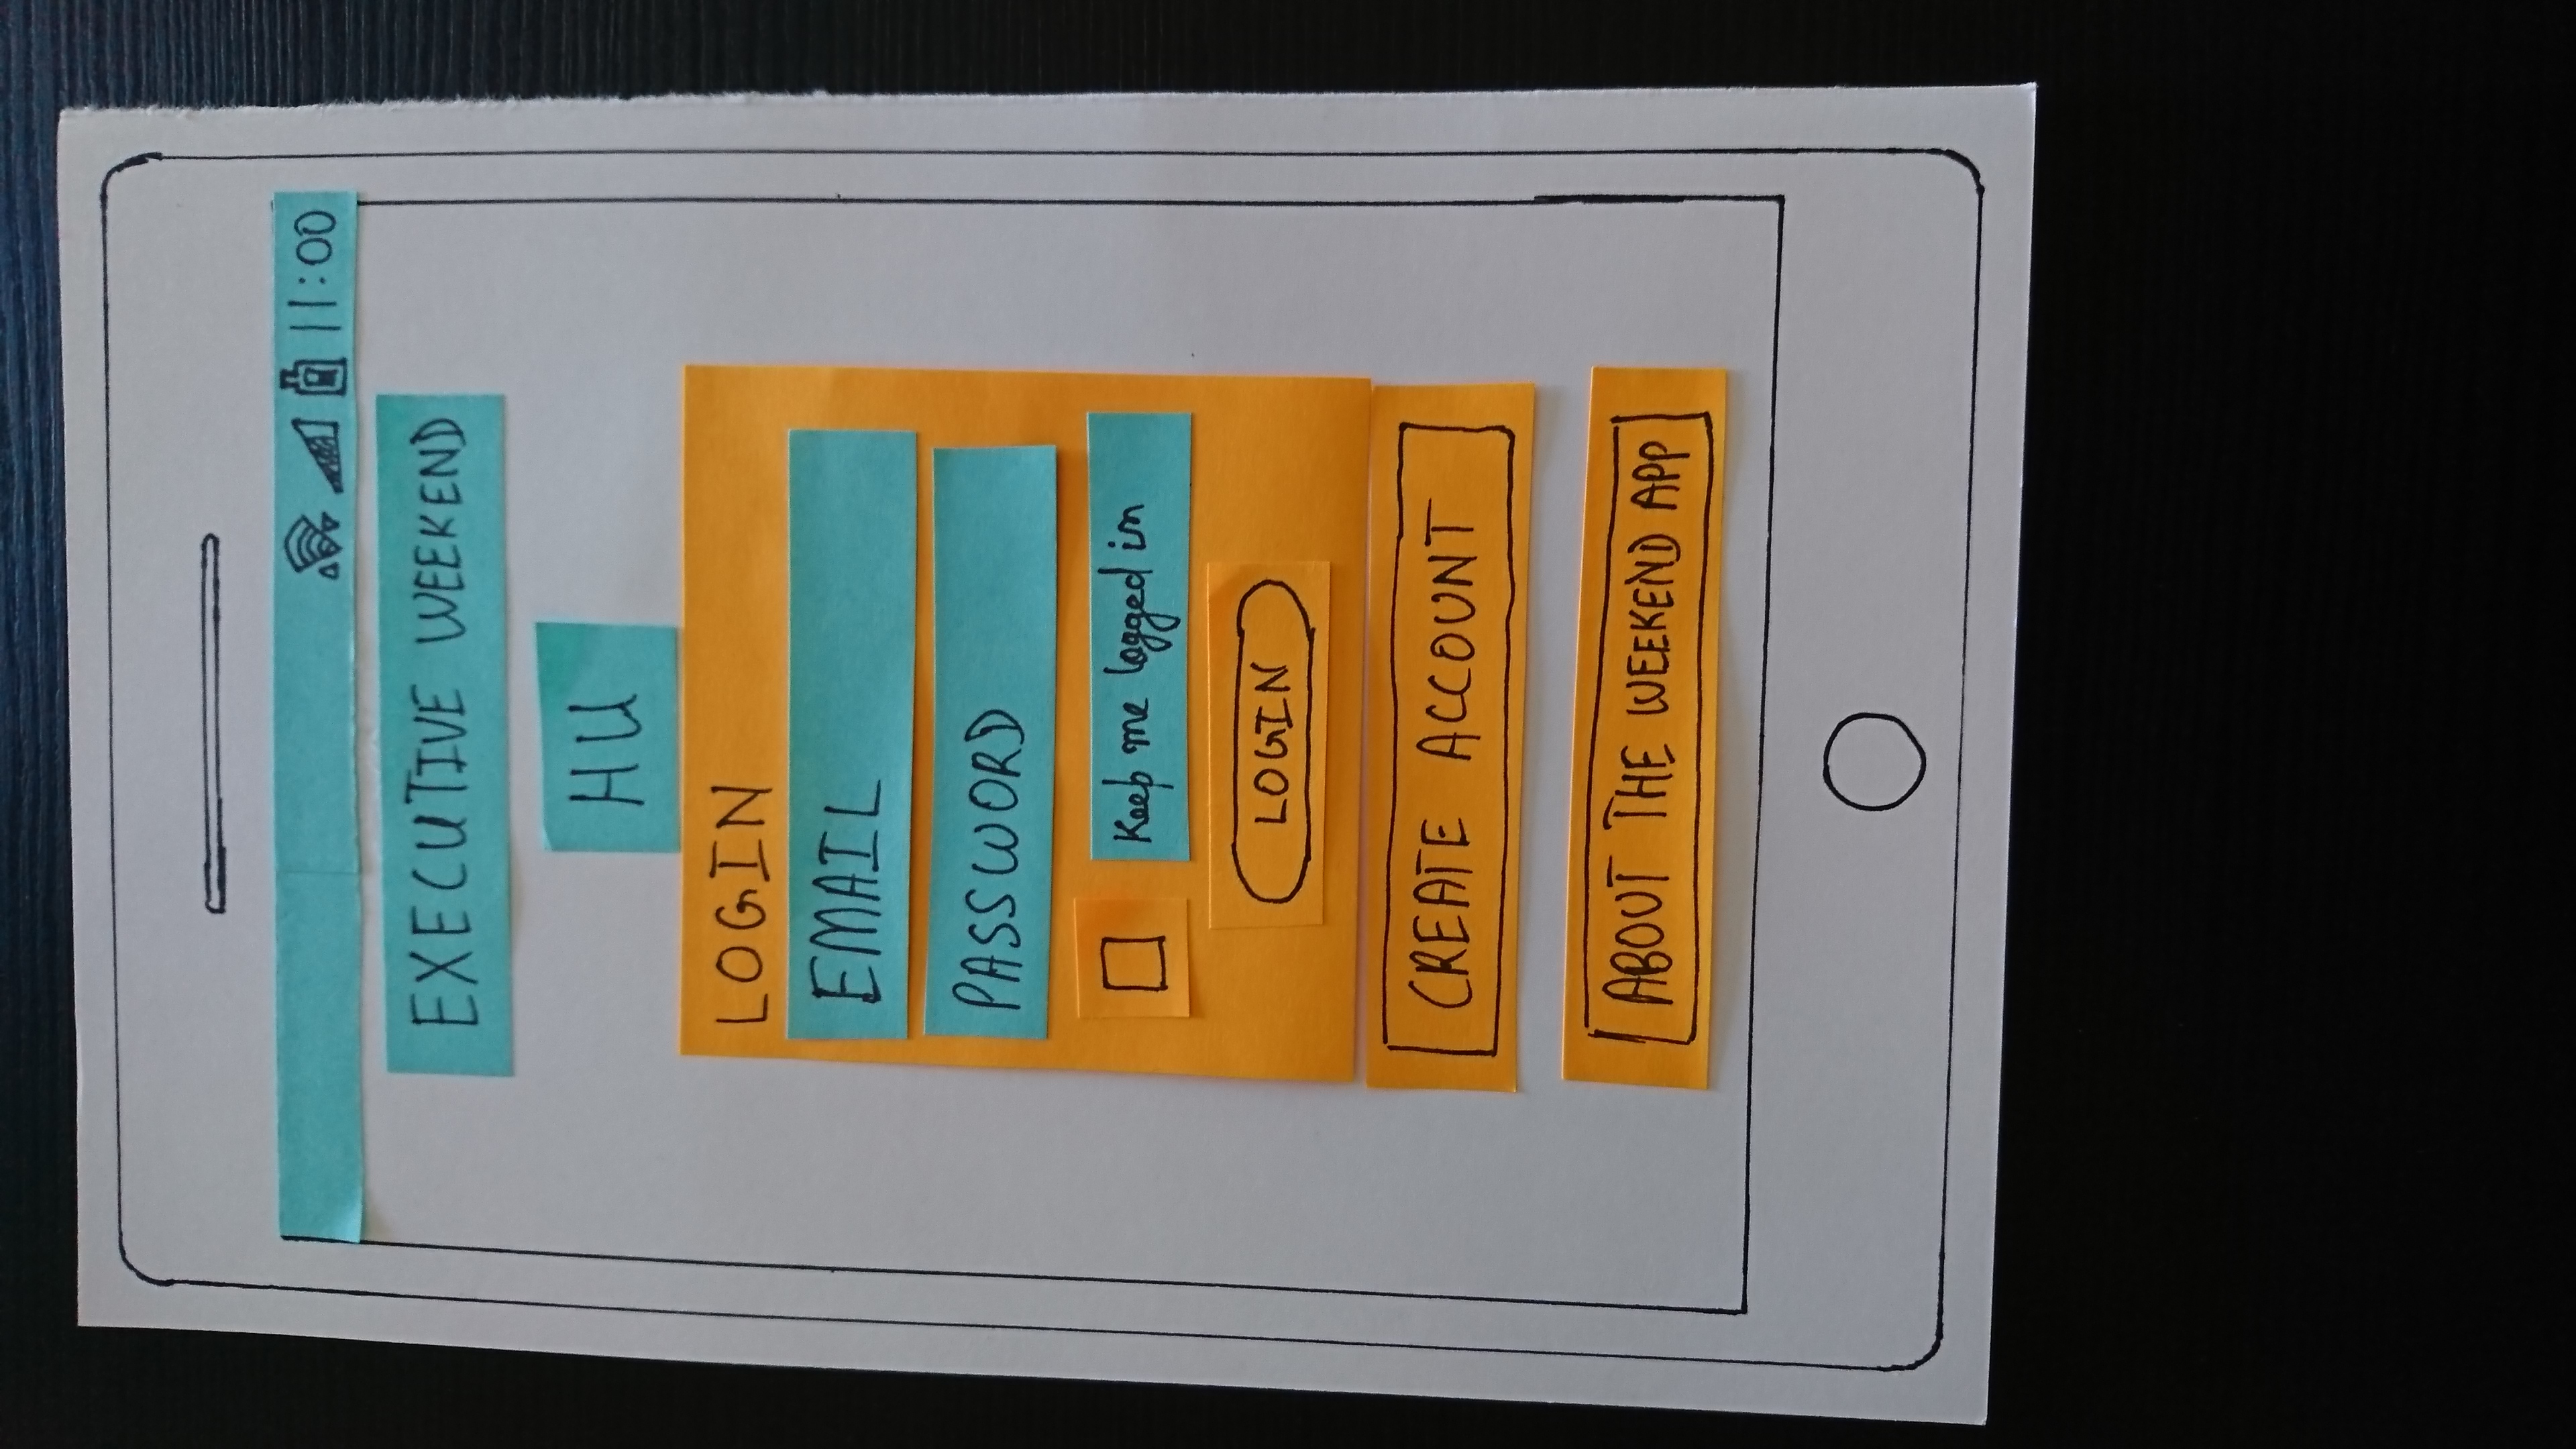 11:00
EXECUTIVE WEEKEND
HU
LOGIN
EMAIL
PASSWORD
Keep me logged in
LOGIN
CREATE ACCOUNT
ABOUT THE WEEKEND APP